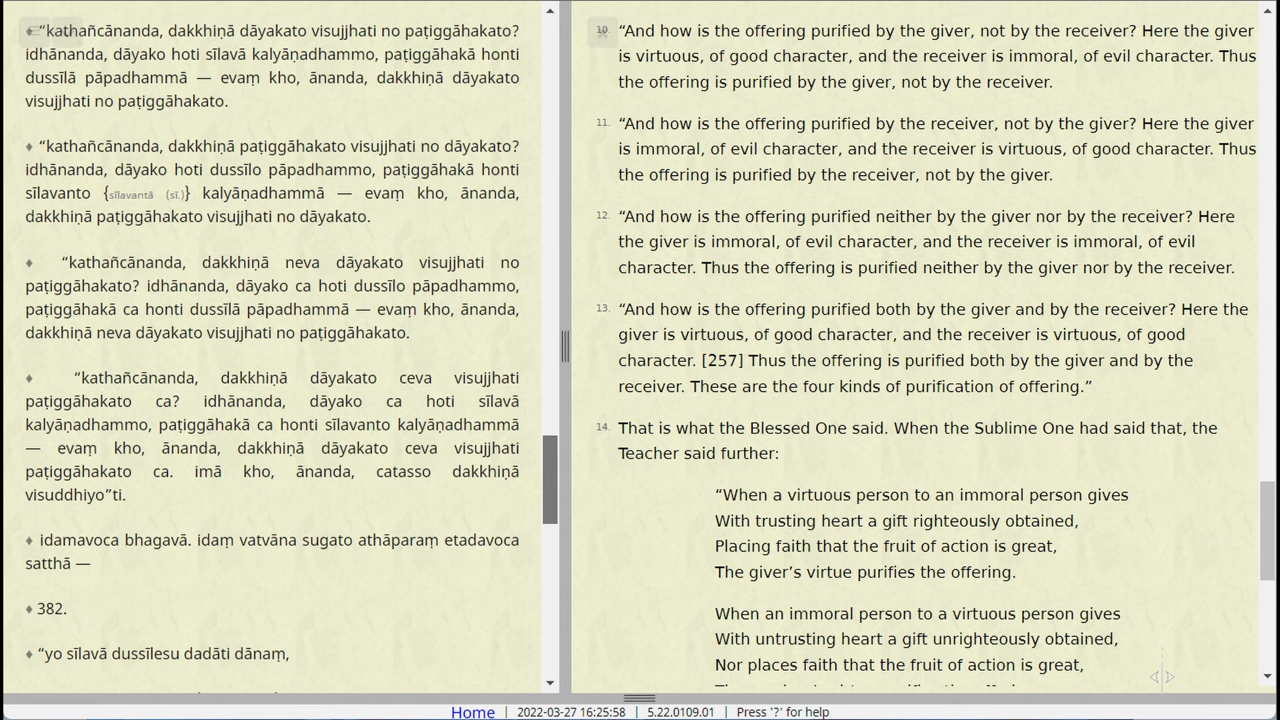 ♦ “kathañcānanda, dakkhiṇā dāyakato visujjhati no paṭiggāhakato?
idhānanda, dāyako hoti sīlavā kalyāṇadhammo, paṭiggāhakā honti
dussīlā pāpadhammā — evaṃ kho, ānanda, dakkhiṇā dāyakato
visujjhati no paṭiggāhakato.
♦ “kathañcānanda, dakkhiṇā paṭiggāhakato visujjhati no dāyakato?
idhānanda, dāyako hoti dussīlo pāpadhammo, paṭiggāhakā honti
sīlavanto {sīlavantā (sī.)} kalyāṇadhammā — evaṃ kho, ānanda,
dakkhiṇā paṭiggāhakato visujjhati no dāyakato.
♦ “kathañcānanda, dakkhiṇā neva dāyakato visujjhati no
paṭiggāhakato? idhānanda, dāyako ca hoti dussīlo pāpadhammo,
paṭiggāhakā ca honti dussīlā pāpadhammā — evaṃ kho, ānanda,
dakkhiṇā neva dāyakato visujjhati no paṭiggāhakato.
♦ “kathañcānanda, dakkhiṇā dāyakato ceva visujjhati
paṭiggāhakato ca? idhānanda, dāyako ca hoti sīlavā
kalyāṇadhammo, paṭiggāhakā ca honti sīlavanto kalyāṇadhammā
— evaṃ kho, ānanda, dakkhiṇā dāyakato ceva visujjhati
paṭiggāhakato ca. imā kho, ānanda, catasso dakkhiṇā
visuddhiyo”ti.
♦ idamavoca bhagavā. idaṃ vatvāna sugato athāparaṃ etadavoca
satthā —
♦ 382.
♦ “yo sīlavā dussīlesu dadāti dānaṃ,
10. “And how is the offering purified by the giver, not by the receiver? Here the giver
is virtuous, of good character, and the receiver is immoral, of evil character. Thus
the offering is purified by the giver, not by the receiver.
11. “And how is the offering purified by the receiver, not by the giver? Here the giver
is immoral, of evil character, and the receiver is virtuous, of good character. Thus
the offering is purified by the receiver, not by the giver.
12. “And how is the offering purified neither by the giver nor by the receiver? Here
the giver is immoral, of evil character, and the receiver is immoral, of evil
character. Thus the offering is purified neither by the giver nor by the receiver.
13. “And how is the offering purified both by the giver and by the receiver? Here the
giver is virtuous, of good character, and the receiver is virtuous, of good
character. [257] Thus the offering is purified both by the giver and by the
receiver. These are the four kinds of purification of offering.”
14. That is what the Blessed One said. When the Sublime One had said that, the
Teacher said further:
“When a virtuous person to an immoral person gives
With trusting heart a gift righteously obtained,
Placing faith that the fruit of action is great,
The giver’s virtue purifies the offering.
When an immoral person to a virtuous person gives
With untrusting heart a gift unrighteously obtained,
Nor places faith that the fruit of action is great,
Home | 2022-03-27 16:25:58 | 5.22.0109.01 | Press '?' for help